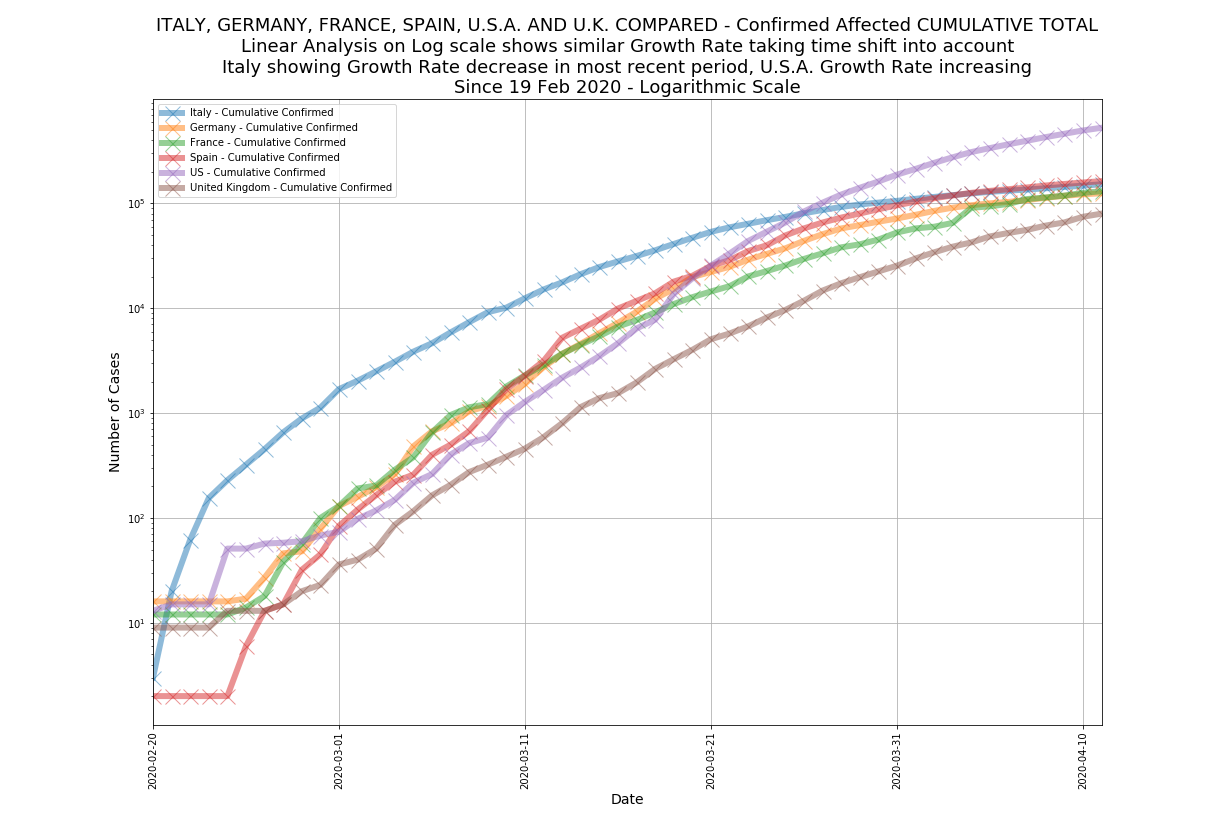 ITALY, GERMANY, FRANCE, SPAIN, U.S.A. AND U.K. COMPARED - Confirmed Affected CUMULATIVE TOTAL
Linear Analysis on Log scale shows similar Growth Rate taking time shift into account
Italy showing Growth Rate decrease in most recent period, U.S.A. Growth Rate increasing
Since 19 Feb 2020 - Logarithmic Scale
Italy - Cumulative Confirmed
Germany - Cumulative Confirmed
France - Cumulative Confirmed
Spain - Cumulative Confirmed
US - Cumulative Confirmed
United Kingdom - Cumulative Confirmed
Number of Cases
10⁵
10⁴
10³
10²
10¹
2020-02-20
2020-03-01
2020-03-11
2020-03-21
2020-03-31
2020-04-10
Date